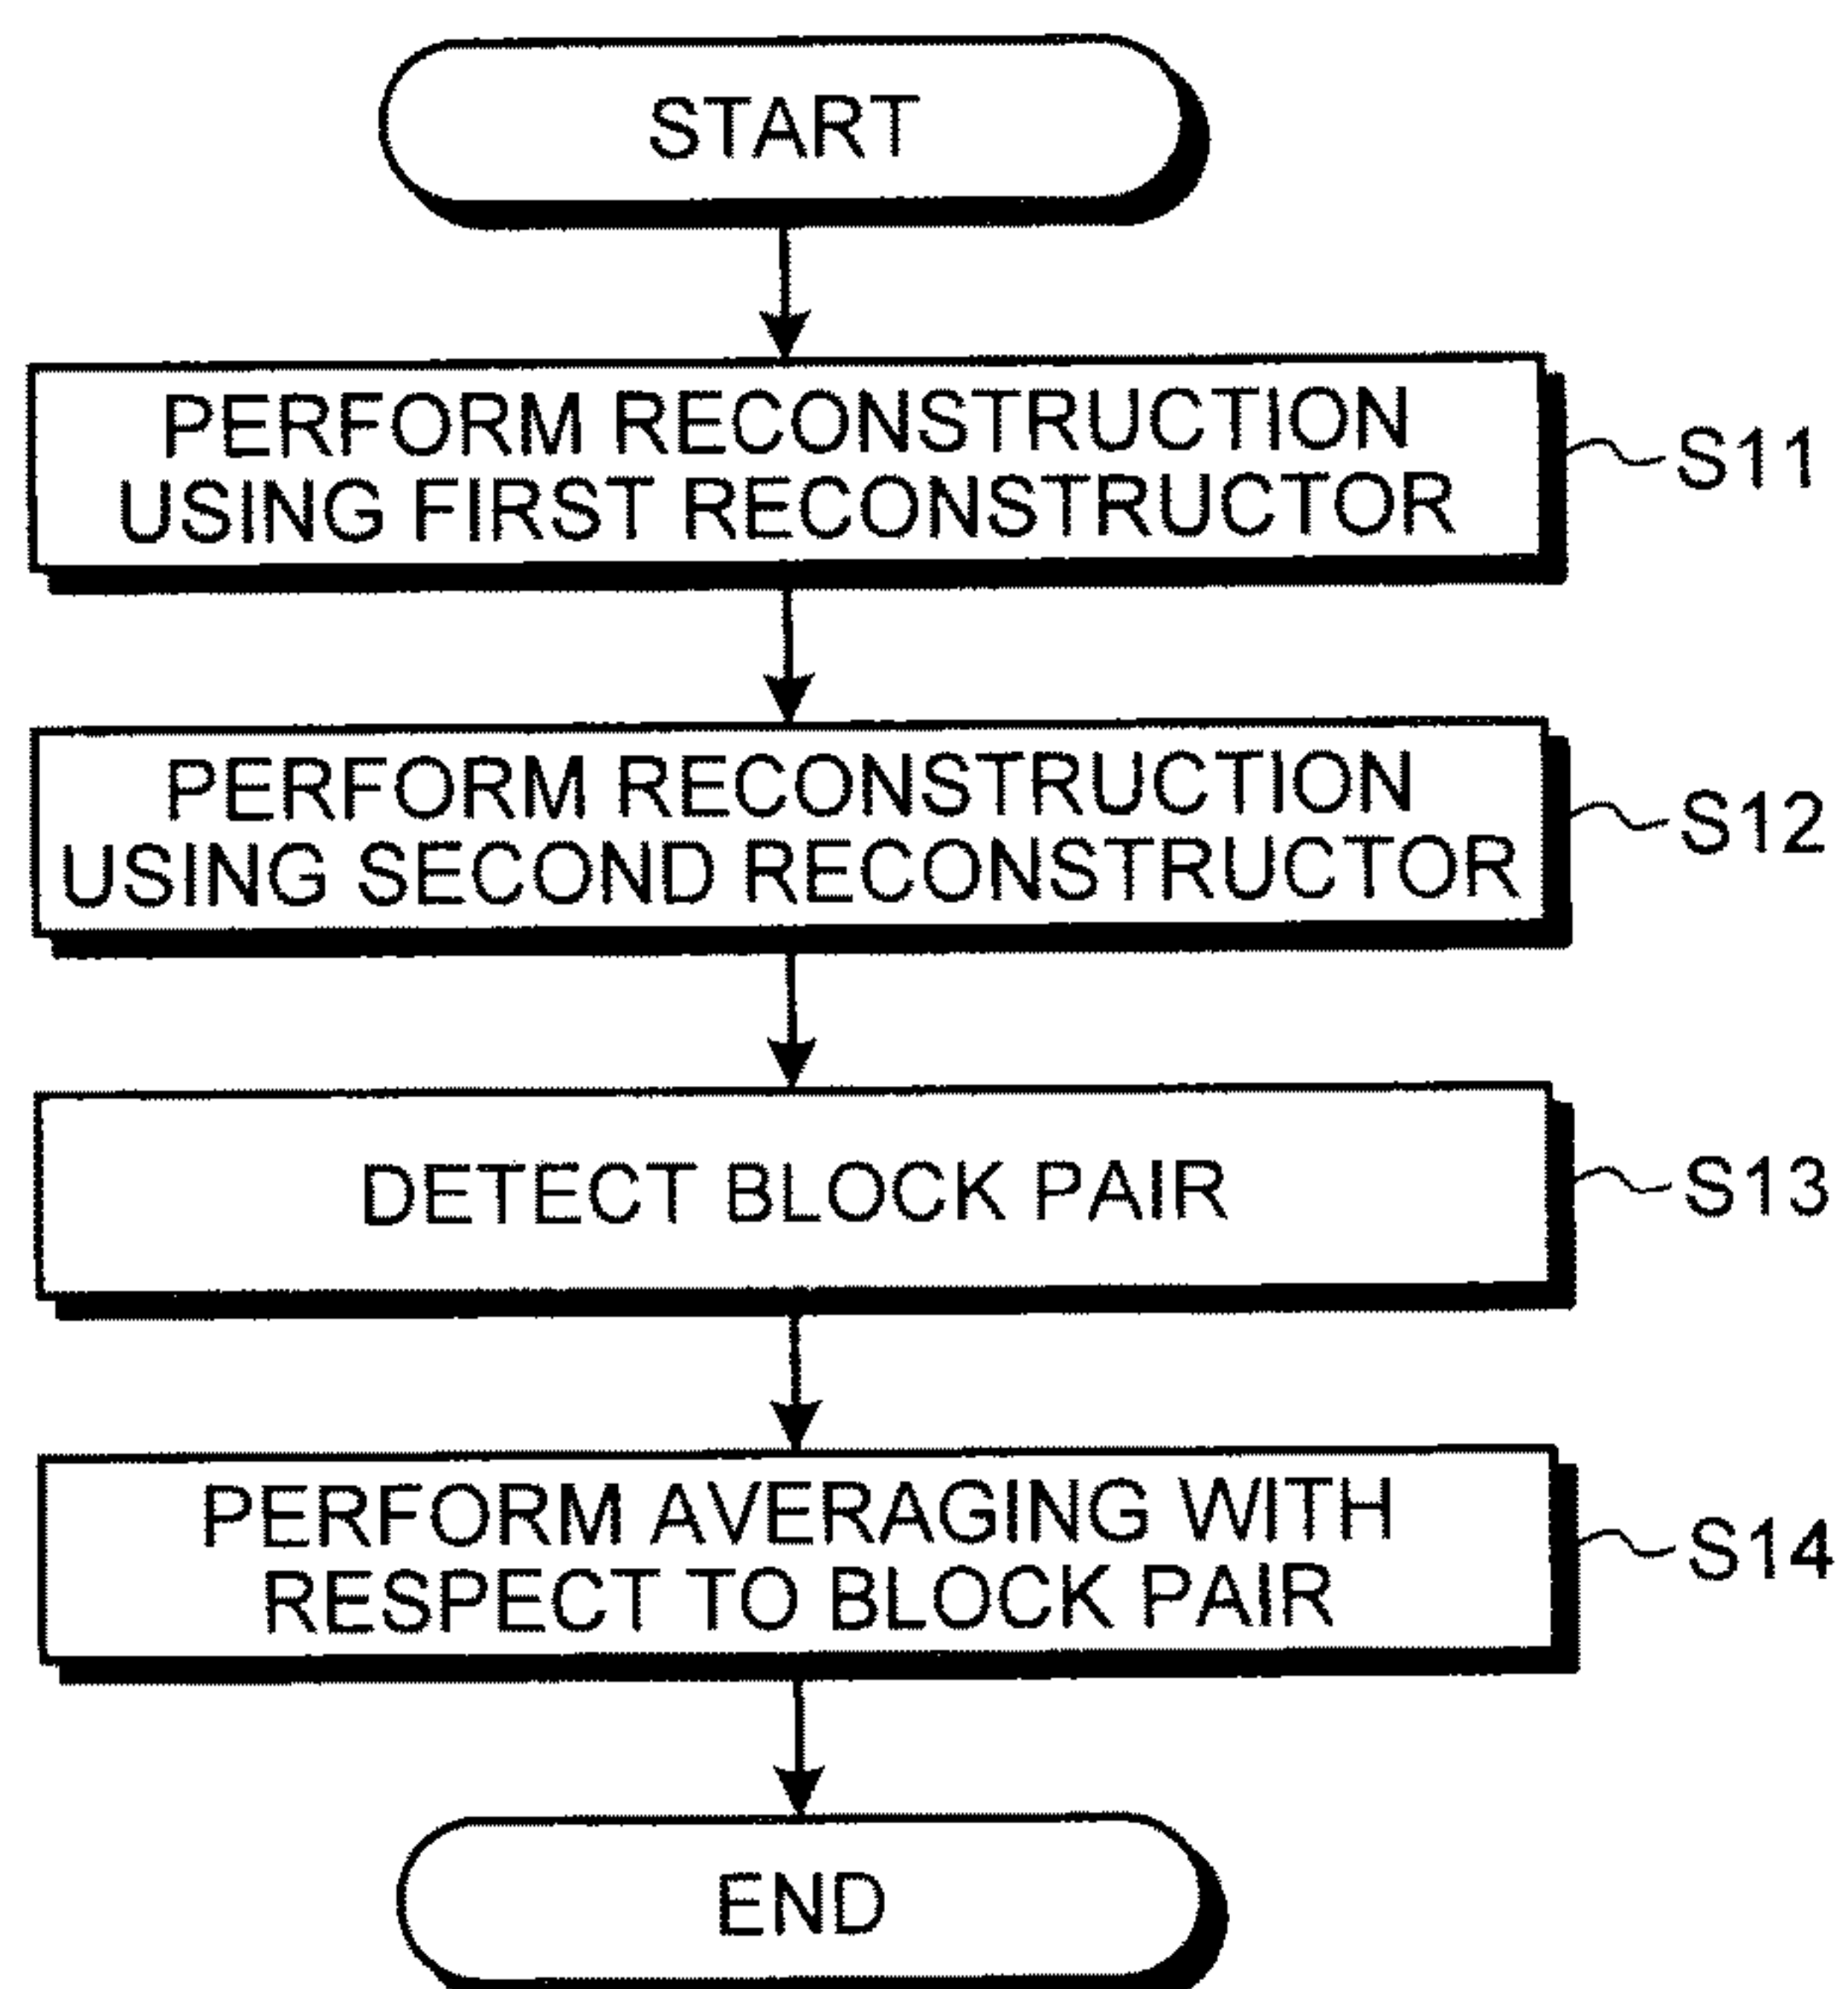 START
PERFORM RECONSTRUCTION
USING FIRST RECONSTRUCTOR
S11
PERFORM RECONSTRUCTION
USING SECOND RECONSTRUCTOR
S12
DETECT BLOCK PAIR
S13
PERFORM AVERAGING WITH
RESPECT TO BLOCK PAIR
S14
END